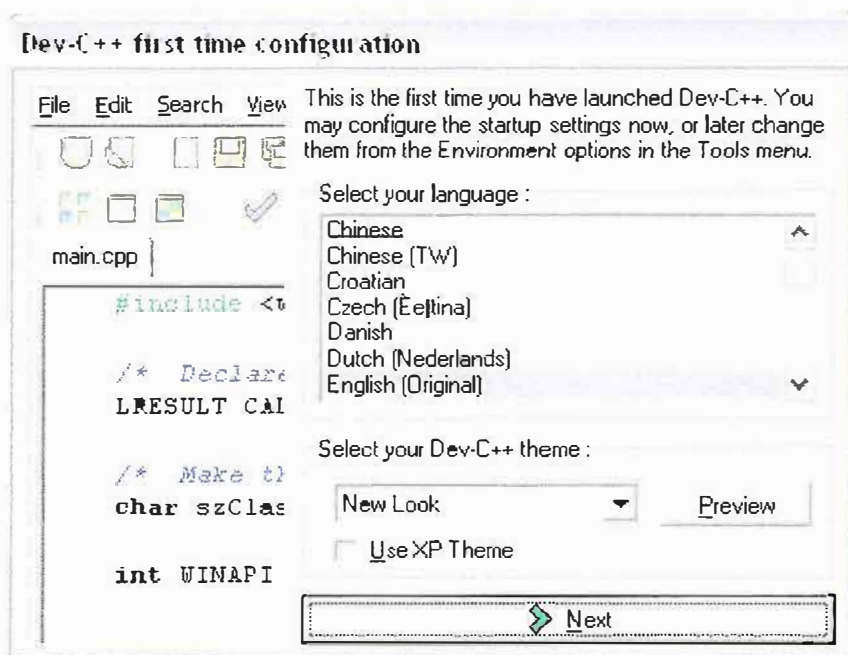 Dev-C++ first time configuration
File Edit Search View
main.cpp
#include <w
/* Declare
LRESULT CAL
/* Make th
char szClas
int WINAPI
This is the first time you have launched Dev-C++. You
may configure the startup settings now, or later change
them from the Environment options in the Tools menu.
Select your language :
Chinese
Chinese (TW)
Croatian
Czech (Èeština)
Danish
Dutch (Nederlands)
English (Original)
Select your Dev-C++ theme :
New Look
Preview
Use XP Theme
Next